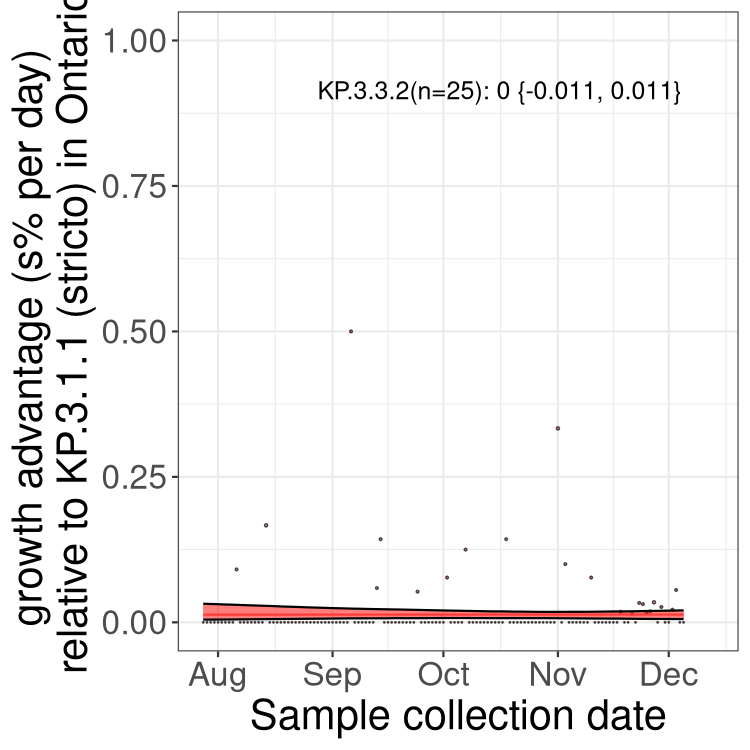 growth advantage (s% per day)
relative to KP.3.1.1 (stricto) in Ontario
1.00
KP.3.3.2(n=25): 0 {-0.011, 0.011}
0.75
0.50
0.25
0.00
Aug Sep Oct Nov Dec
Sample collection date